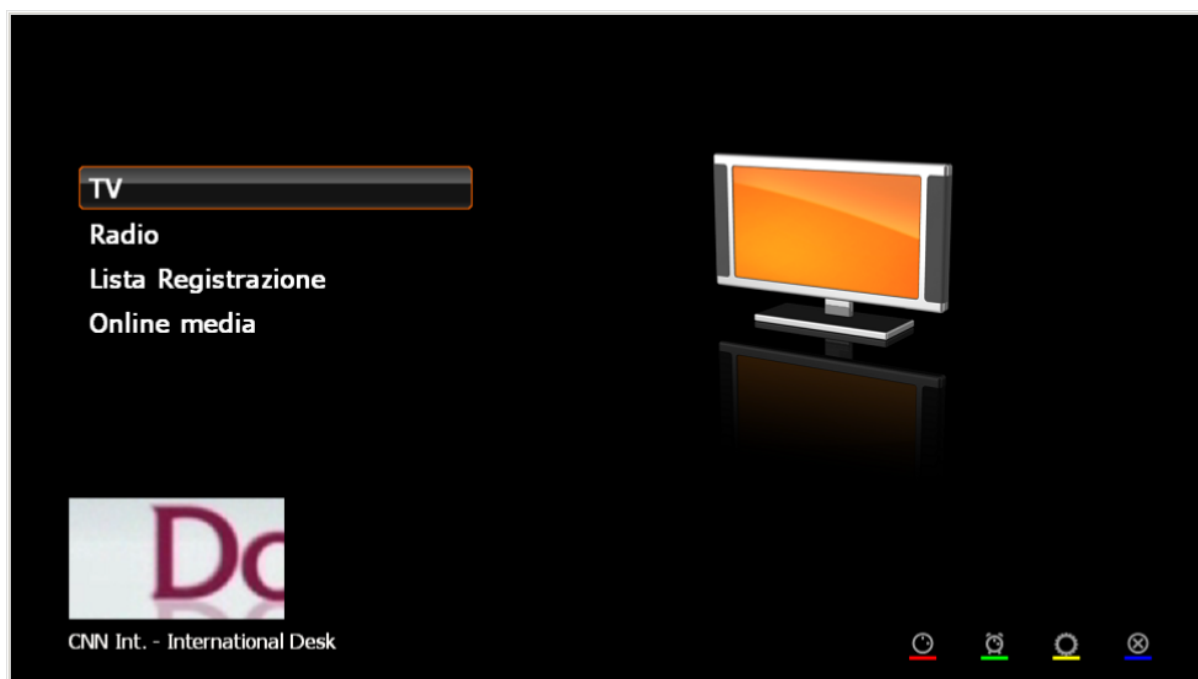 TV
Radio
Lista Registrazione
Online media
Do
CNN Int. - International Desk